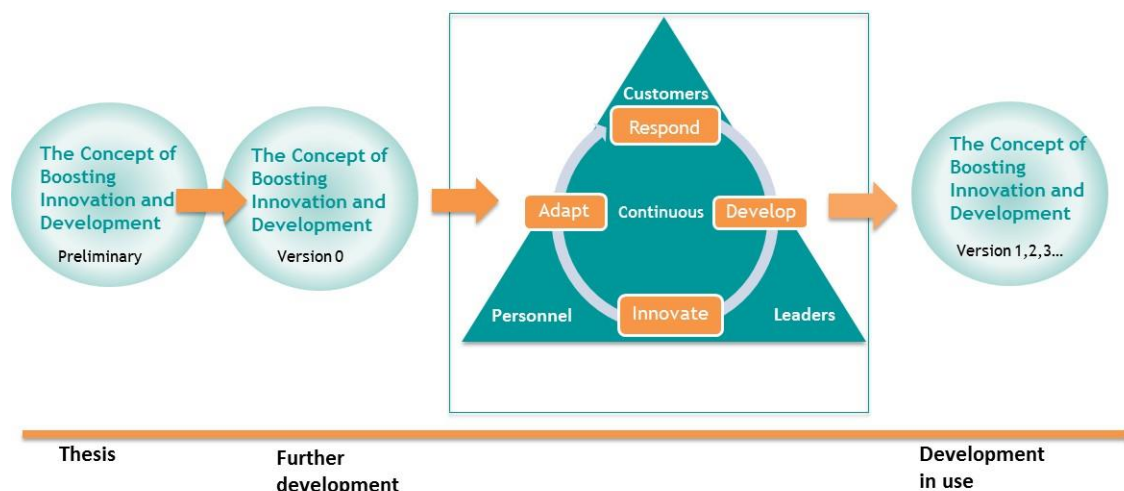 The Concept of
Boosting
Innovation and
Development
Preliminary
The Concept of
Boosting
Innovation and
Development
Version 0
Customers
Respond
Adapt
Continuous
Develop
Innovate
Personnel
Leaders
The Concept of
Boosting
Innovation and
Development
Version 1,2,3...
Thesis
Further
development
Development
in use